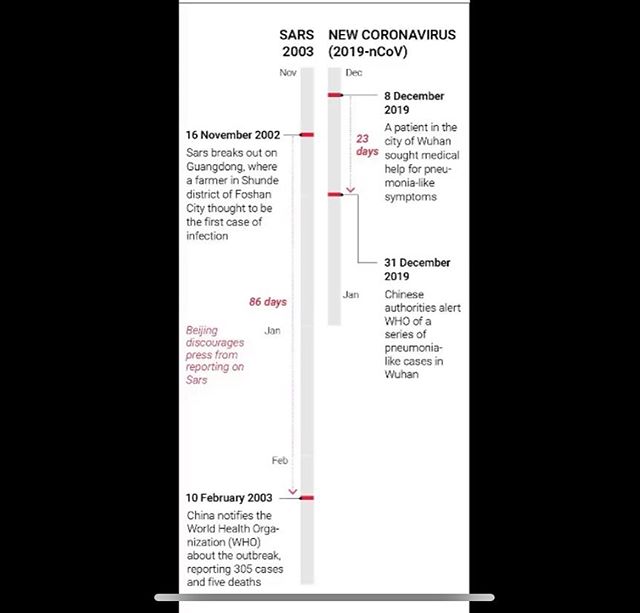 SARS
2003
NEW CORONAVIRUS
(2019-nCoV)
Nov
Dec
8 December
2019
A patient in the
city of Wuhan
sought medical
help for pneu-
monia-like
symptoms
23
days
16 November 2002
Sars breaks out on
Guangdong, where
a farmer in Shunde
district of Foshan
City thought to be
the first case of
infection
31 December
2019
Chinese
authorities alert
WHO of a
series of
pneumonia-
like cases in
Wuhan
Jan
86 days
Jan
Beijing
discourages
press from
reporting on
Sars
Feb
10 February 2003
China notifies the
World Health Orga-
nization (WHO)
about the outbreak,
reporting 305 cases
and five deaths